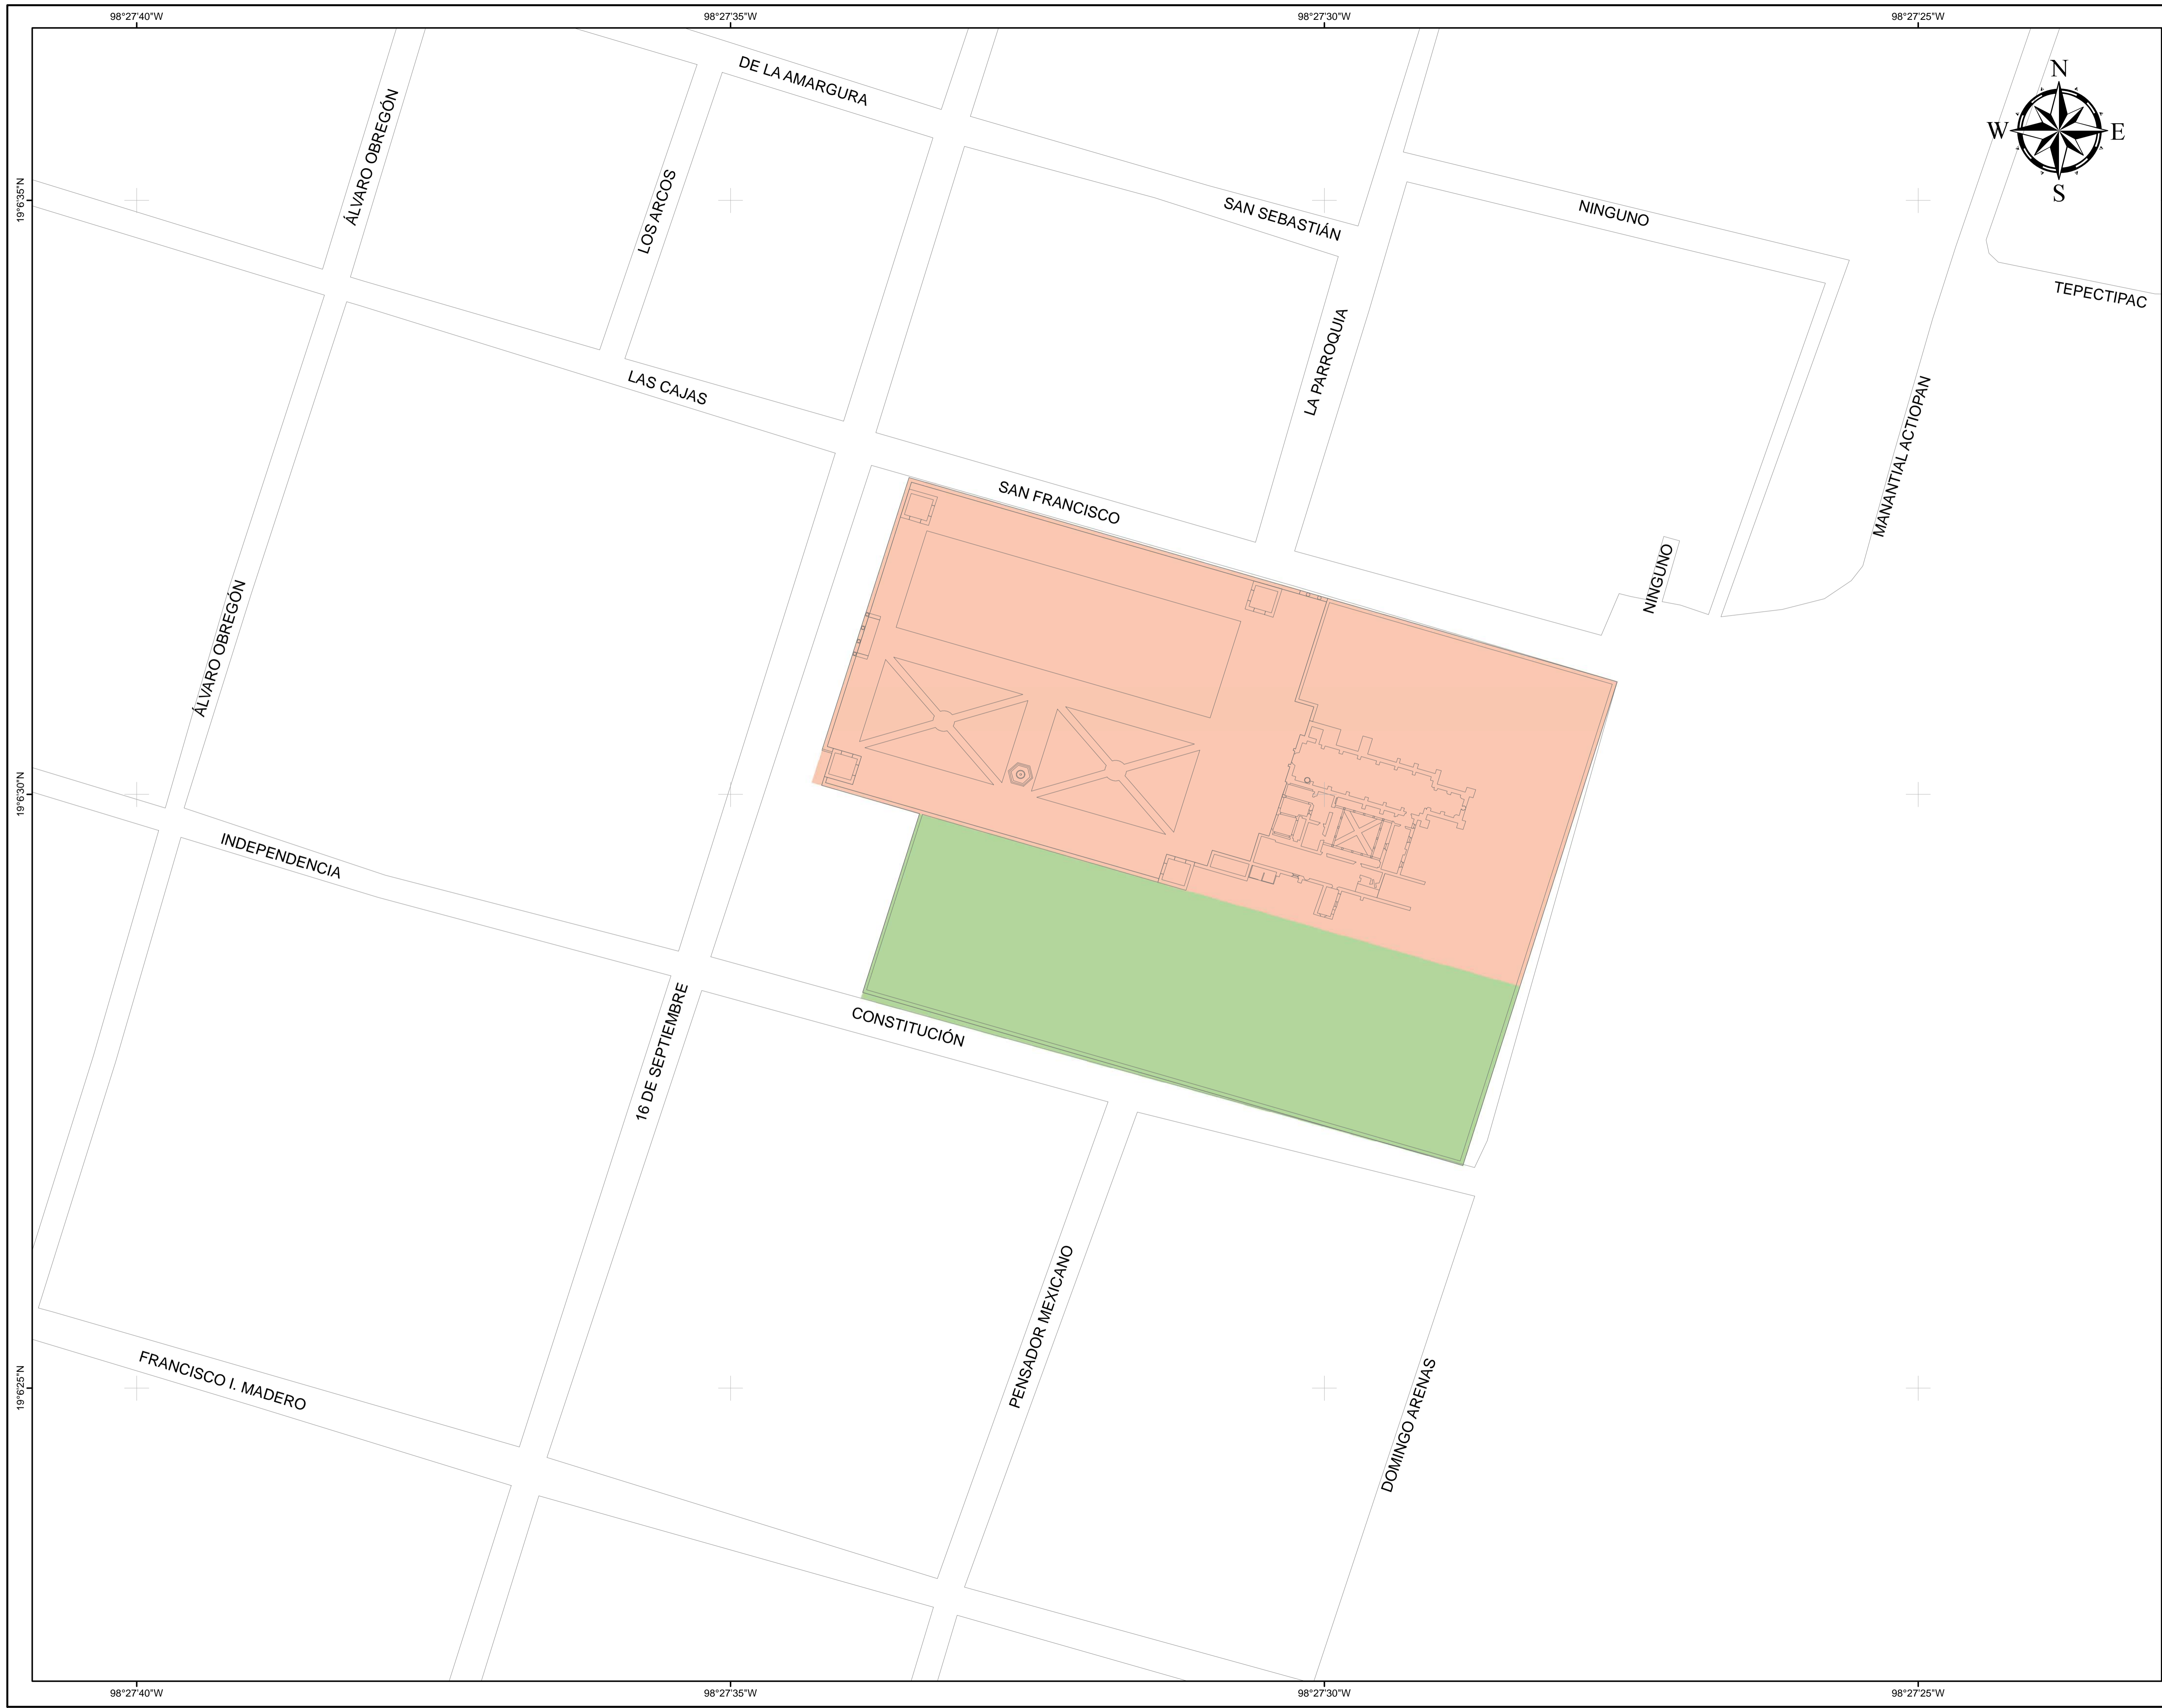 98°27'40"W
98°27'35"W
98°27'30"W
98°27'25"W
DE LA AMARGURA
N
W
E
S
ÁLVARO OBREGÓN
LOS ARCOS
19°6'35"N
SAN SEBASTIÁN
NINGUNO
TEPECTIPAC
LA PARROQUIA
LAS CAJAS
MANANTIAL ACTIOPAN
SAN FRANCISCO
NINGUNO
ÁLVARO OBREGÓN
19°6'30"N
INDEPENDENCIA
CONSTITUCIÓN
16 DE SEPTIEMBRE
PENSADOR MEXICANO
FRANCISCO I. MADERO
19°6'25"N
DOMINGO ARENAS
98°27'40"W
98°27'35"W
98°27'30"W
98°27'25"W